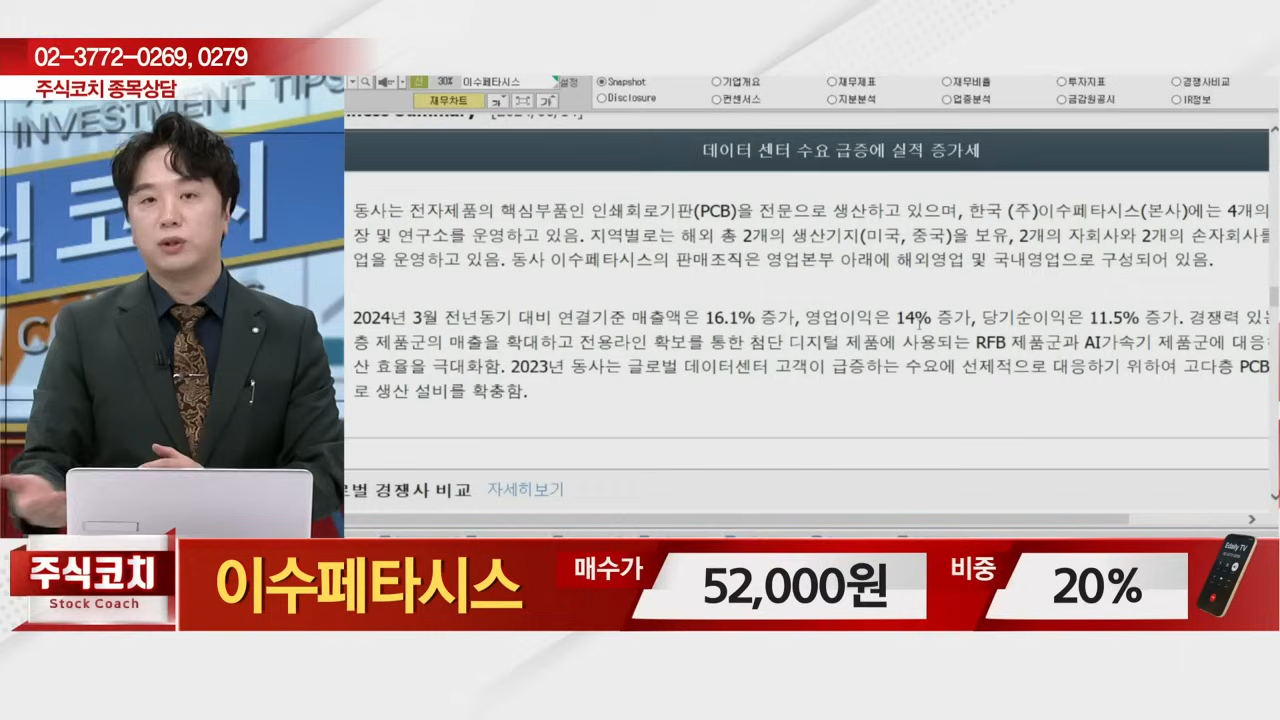 02-3772-0269, 0279
주식코치 종목상담
INVESTMENT TIPS
식코시
30% 이수페타시스 설정
재무차트 가 가
Snapshot 기업개요 재무제표 재무비율 투자지표 경쟁사비교
Disclosure 컨센서스 지분분석 업종분석 금감원공시 IR정보
데이터 센터 수요 급증에 실적 증가세
동사는 전자제품의 핵심부품인 인쇄회로기판(PCB)을 전문으로 생산하고 있으며, 한국 (주)이수페타시스(본사)에는 4개의
장 및 연구소를 운영하고 있음. 지역별로는 해외 총 2개의 생산기지(미국, 중국)을 보유, 2개의 자회사와 2개의 손자회사를
업을 운영하고 있음. 동사 이수페타시스의 판매조직은 영업본부 아래에 해외영업 및 국내영업으로 구성되어 있음.
2024년 3월 전년동기 대비 연결기준 매출액은 16.1% 증가, 영업이익은 14% 증가, 당기순이익은 11.5% 증가. 경쟁력 있는
층 제품군의 매출을 확대하고 전용라인 확보를 통한 첨단 디지털 제품에 사용되는 RFB 제품군과 AI가속기 제품군에 대응하
산 효율을 극대화함. 2023년 동사는 글로벌 데이터센터 고객이 급증하는 수요에 선제적으로 대응하기 위하여 고다층 PCB
로 생산 설비를 확충함.
로벌 경쟁사 비교 자세히보기
주식코치
Stock Coach
이수페타시스 매수가 52,000원 비중 20%
Edaily TV